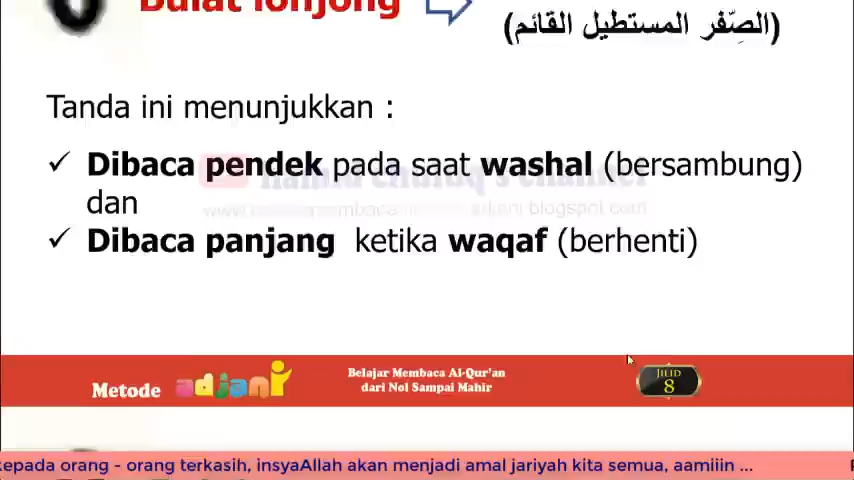 Bulat lonjong
(الصِّفر المستطيل القائم)
Tanda ini menunjukkan :
✓ Dibaca pendek pada saat washal (bersambung)
dan
✓ Dibaca panjang ketika waqaf (berhenti)
Metode adjani
Belajar Membaca Al-Qur'an
dari Nol Sampai Mahir
JILID
8
kepada orang - orang terkasih, insyaAllah akan menjadi amal jariyah kita semua, aamiiin ...